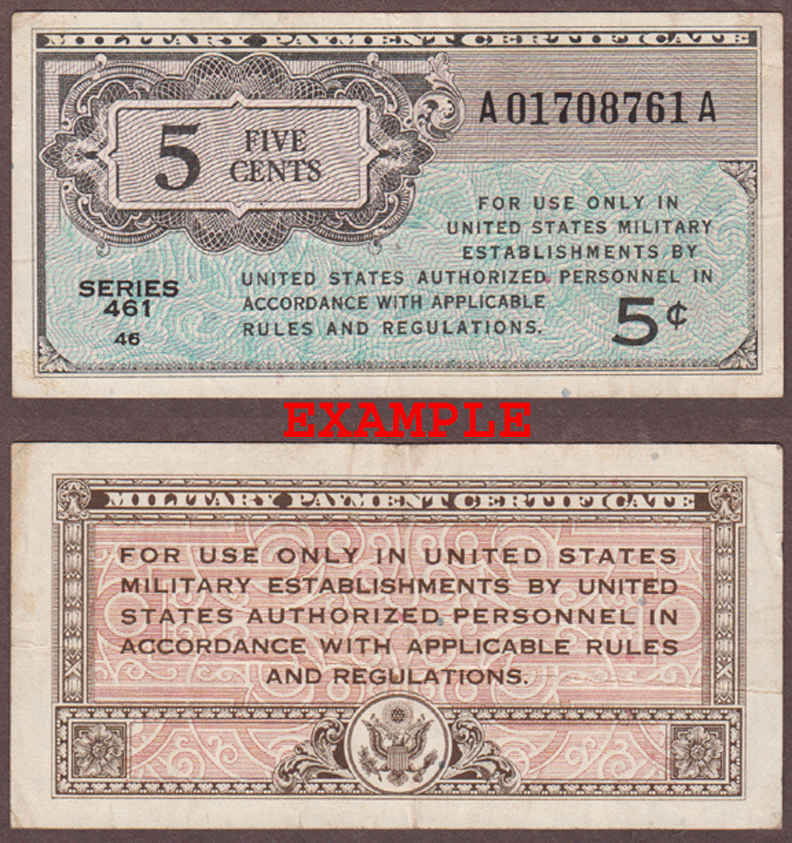 MILITARY PAYMENT CERTIFICATE
A01708761A
5 FIVE
CENTS
FOR USE ONLY IN
UNITED STATES MILITARY
ESTABLISHMENTS BY
UNITED STATES AUTHORIZED PERSONNEL IN
ACCORDANCE WITH APPLICABLE
RULES AND REGULATIONS.
SERIES
461
46
5¢
EXAMPLE
MILITARY PAYMENT CERTIFICATE
FOR USE ONLY IN UNITED STATES
MILITARY ESTABLISHMENTS BY UNITED
STATES AUTHORIZED PERSONNEL IN
ACCORDANCE WITH APPLICABLE RULES
AND REGULATIONS.